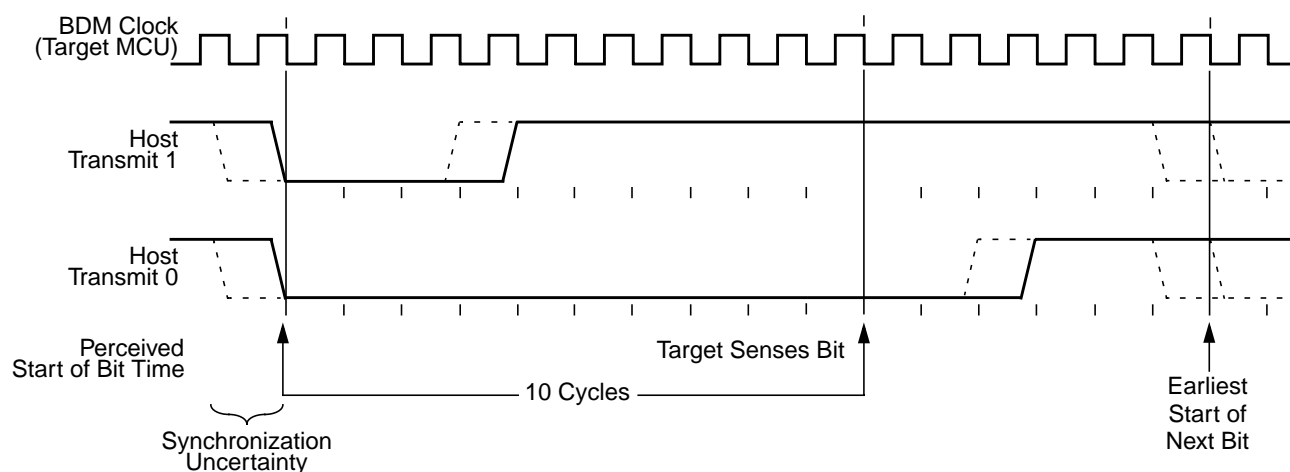 BDM Clock
(Target MCU)
Host
Transmit 1
Host
Transmit 0
Perceived
Start of Bit Time
Target Senses Bit
10 Cycles
Earliest
Start of
Next Bit
Synchronization
Uncertainty